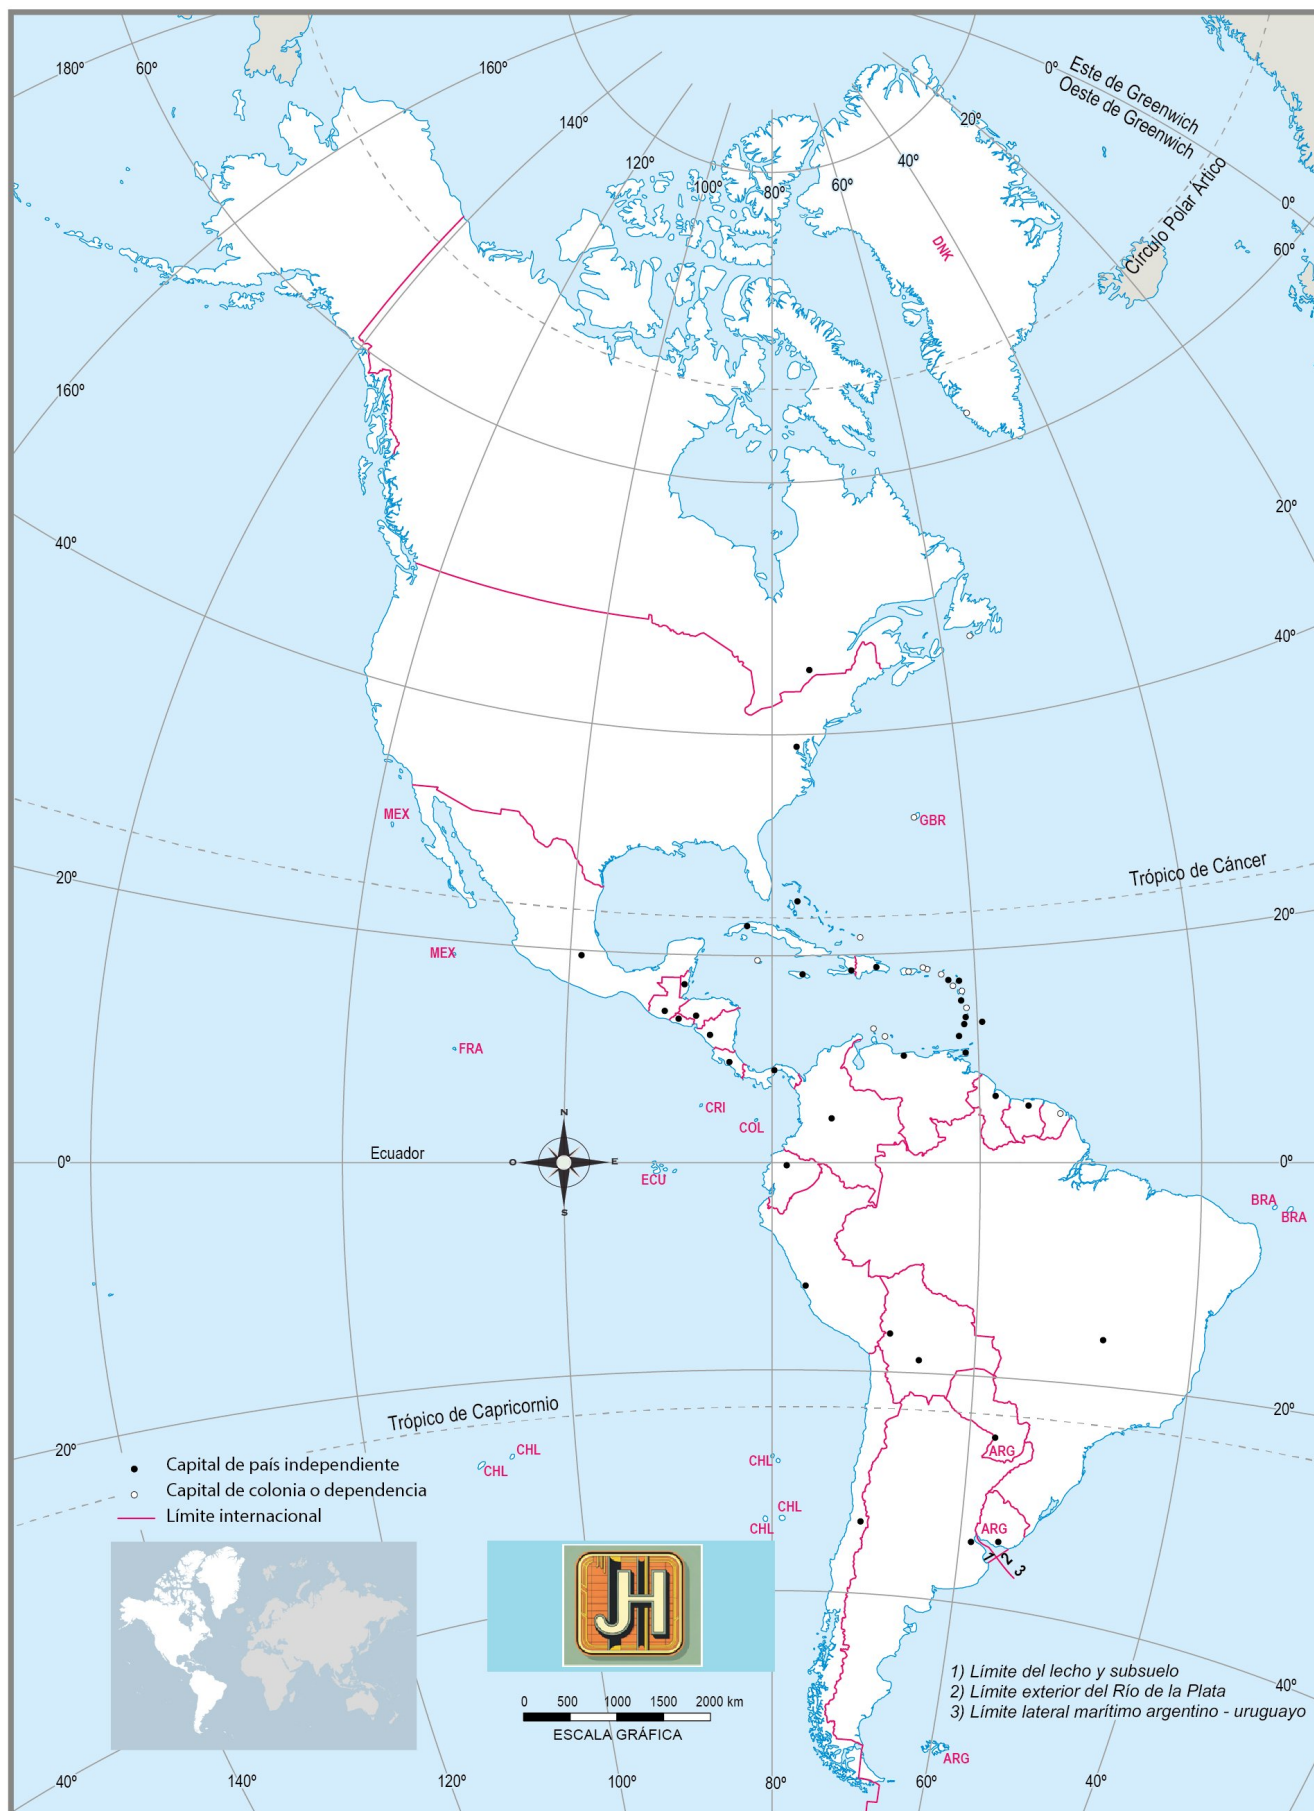 180º
60º
160º
140º
120º
100º
80º
60º
40º
20º
0º
Este de Greenwich
Oeste de Greenwich
Círculo Polar Ártico
0º
60º
DNK
160º
20º
40º
40º
MEX
GBR
Trópico de Cáncer
20º
20º
MEX
FRA
CRI
COL
N
O
E
S
Ecuador
0º
0º
ECU
BRA
BRA
Trópico de Capricornio
20º
20º
CHL
CHL
CHL
CHL
CHL
ARG
ARG
1
2
3
Capital de país independiente
Capital de colonia o dependencia
Límite internacional
JH
0 500 1000 1500 2000 km
ESCALA GRÁFICA
1) Límite del lecho y subsuelo
2) Límite exterior del Río de la Plata
3) Límite lateral marítimo argentino - uruguayo
40º
ARG
40º
140º
120º
100º
80º
60º
40º